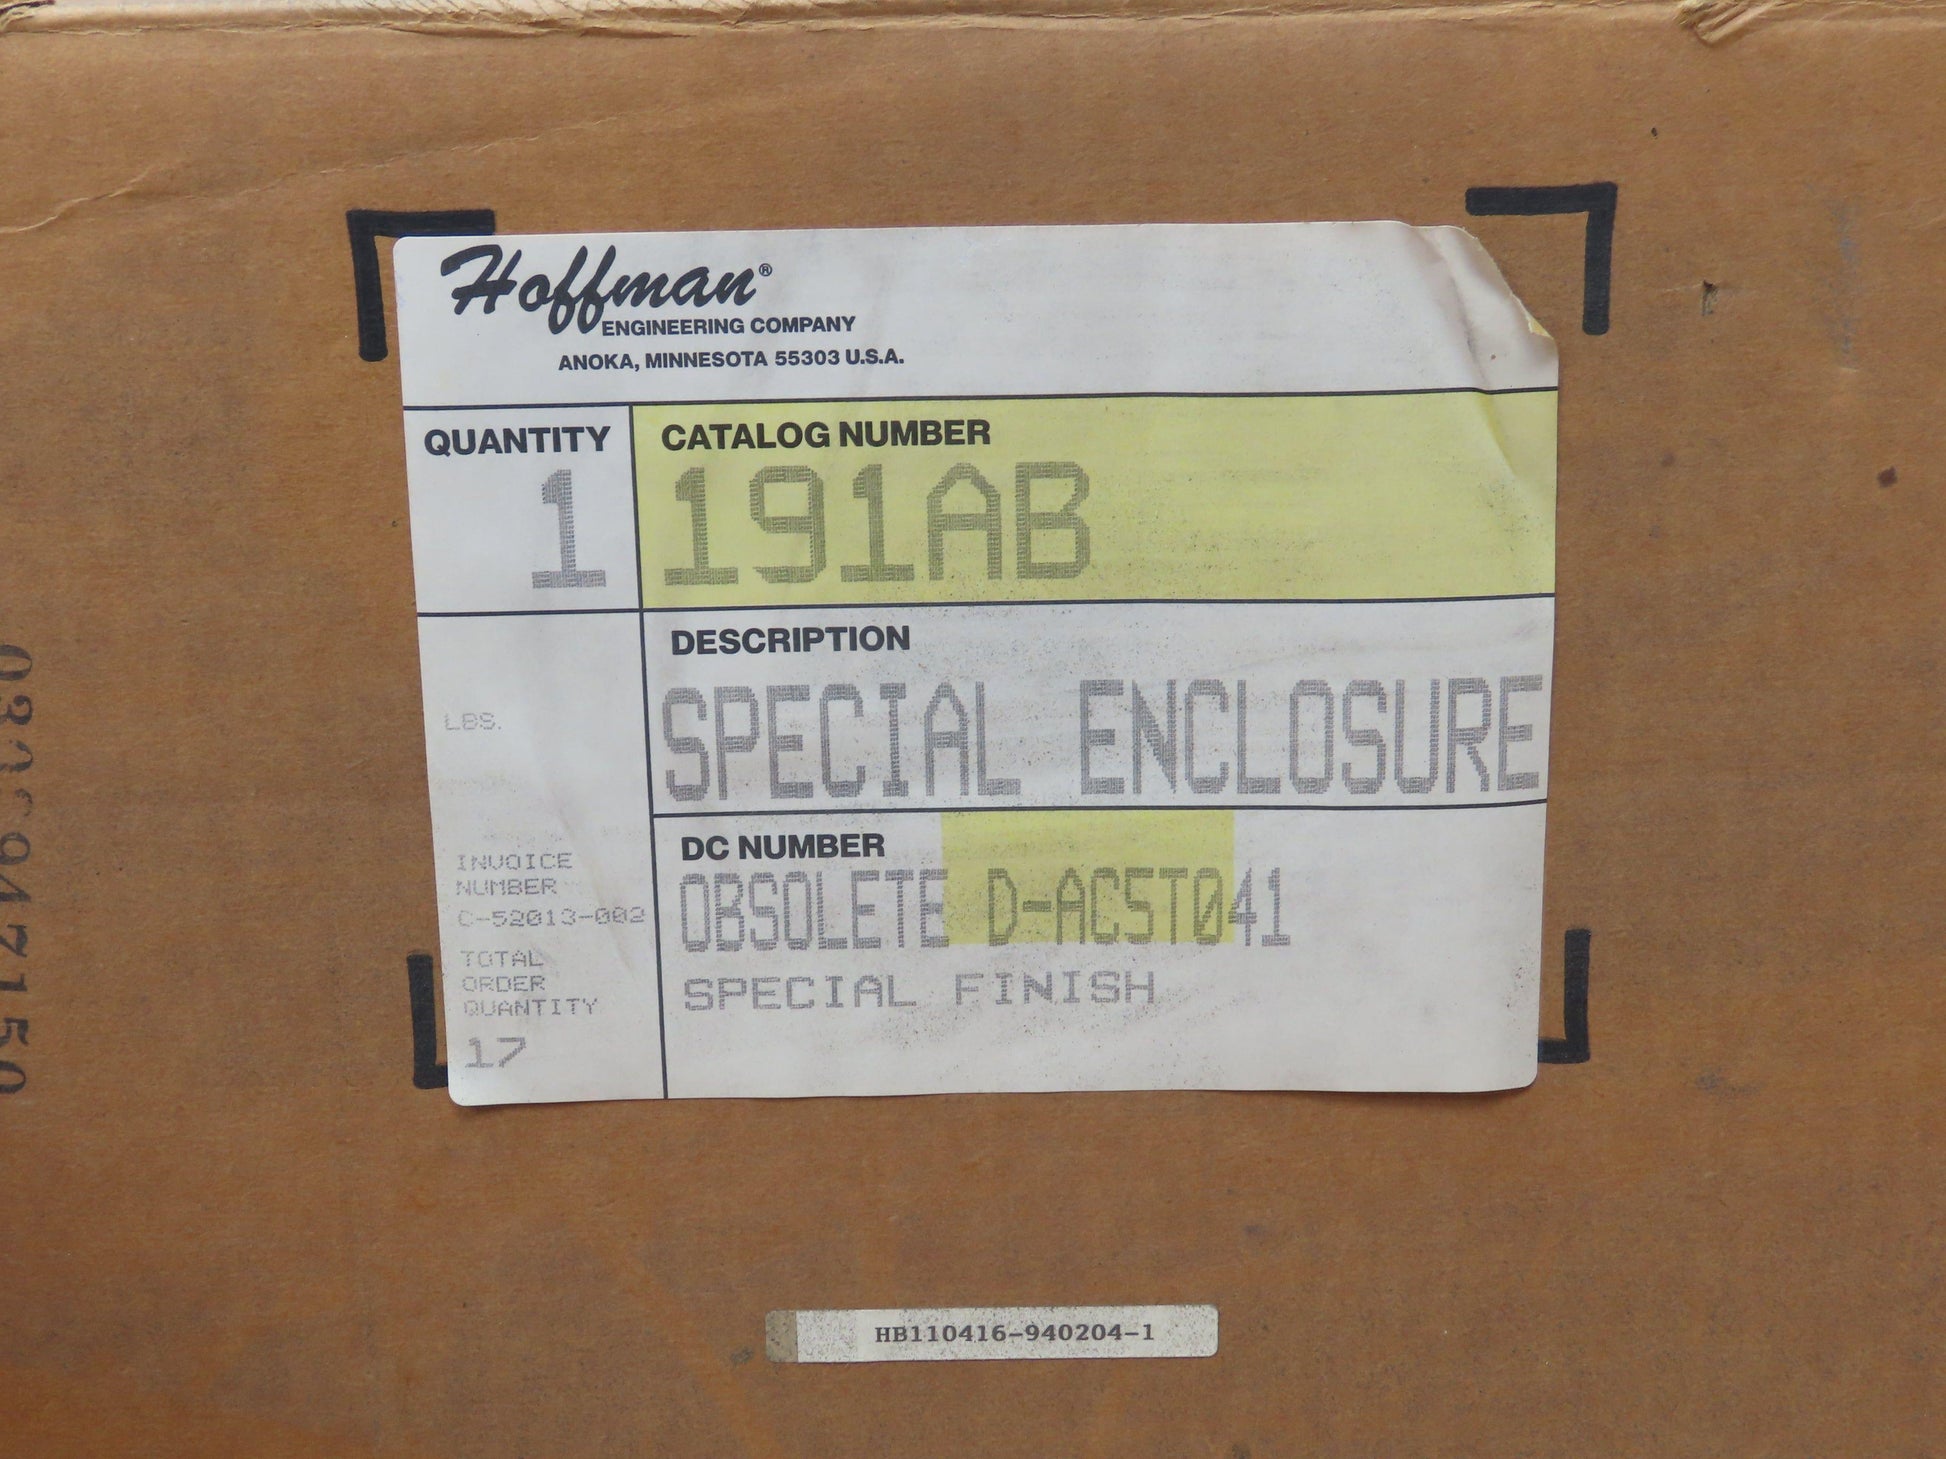 Hoffman®
ENGINEERING COMPANY
ANOKA, MINNESOTA 55303 U.S.A.
QUANTITY
1
CATALOG NUMBER
191AB
DESCRIPTION
SPECIAL ENCLOSURE
LBS.
INVOICE
NUMBER
C-52013-002
TOTAL
ORDER
QUANTITY
17
DC NUMBER
OBSOLETE D-AC5T041
SPECIAL FINISH
HB110416-940204-1